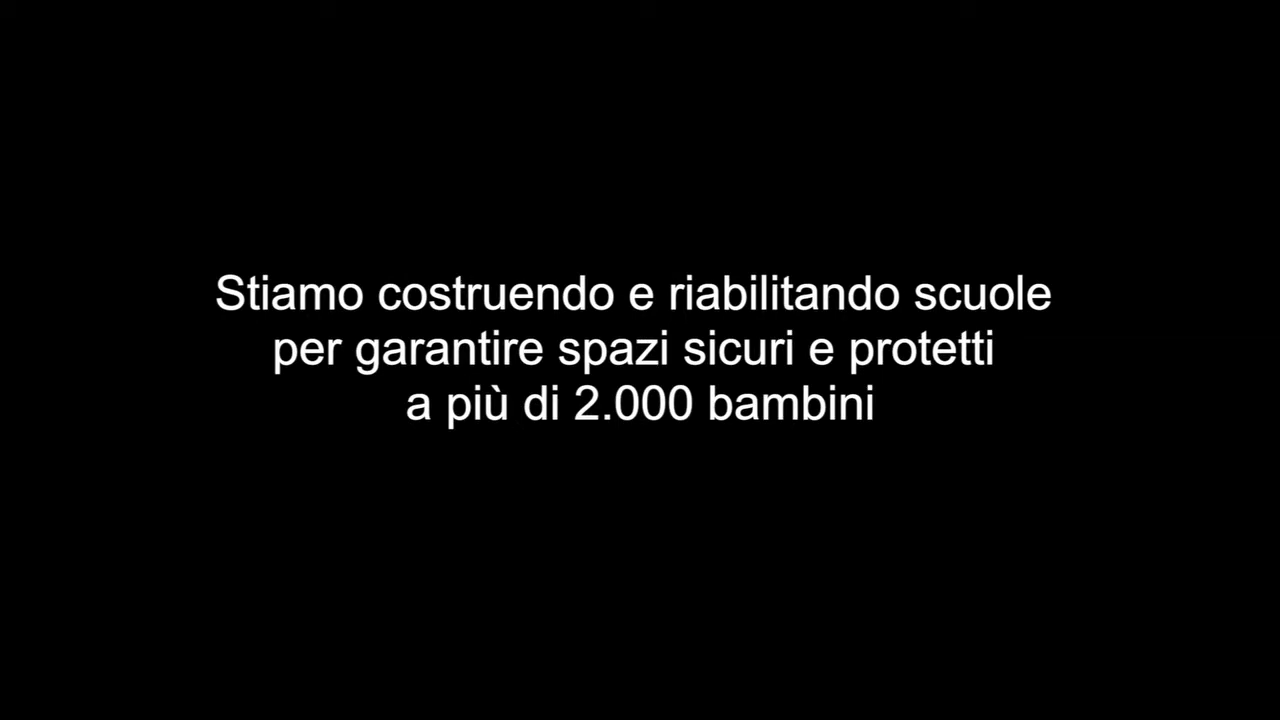 Stiamo costruendo e riabilitando scuole
per garantire spazi sicuri e protetti
a più di 2.000 bambini